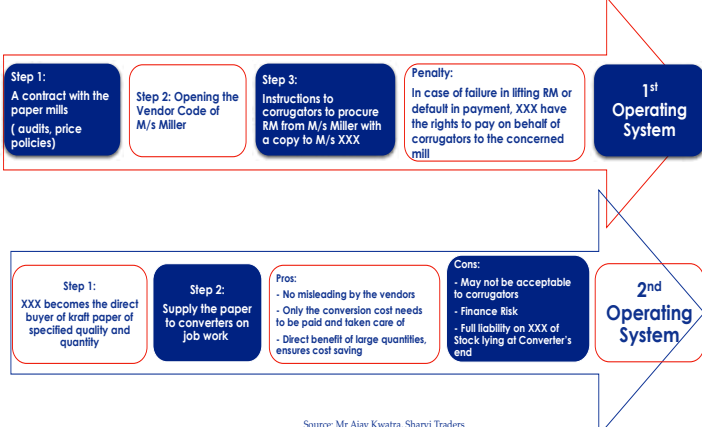 Step 1:
A contract with the
paper mills
( audits, price
policies)
Step 2: Opening the
Vendor Code of
M/s Miller
Step 3:
Instructions to
corrugators to procure
RM from M/s Miller with
a copy to M/s XXX
Penalty:
In case of failure in lifting RM or
default in payment, XXX have
the rights to pay on behalf of
corrugators to the concerned
mill
1st
Operating
System
Step 1:
XXX becomes the direct
buyer of kraft paper of
specified quality and
quantity
Step 2:
Supply the paper
to converters on
job work
Pros:
- No misleading by the vendors
- Only the conversion cost needs
to be paid and taken care of
- Direct benefit of large quantities,
ensures cost saving
Cons:
- May not be acceptable
to corrugators
- Finance Risk
- Full liability on XXX of
Stock lying at Converter's
end
2nd
Operating
System
Source: Mr Ajay Kwatra, Sharvi Traders